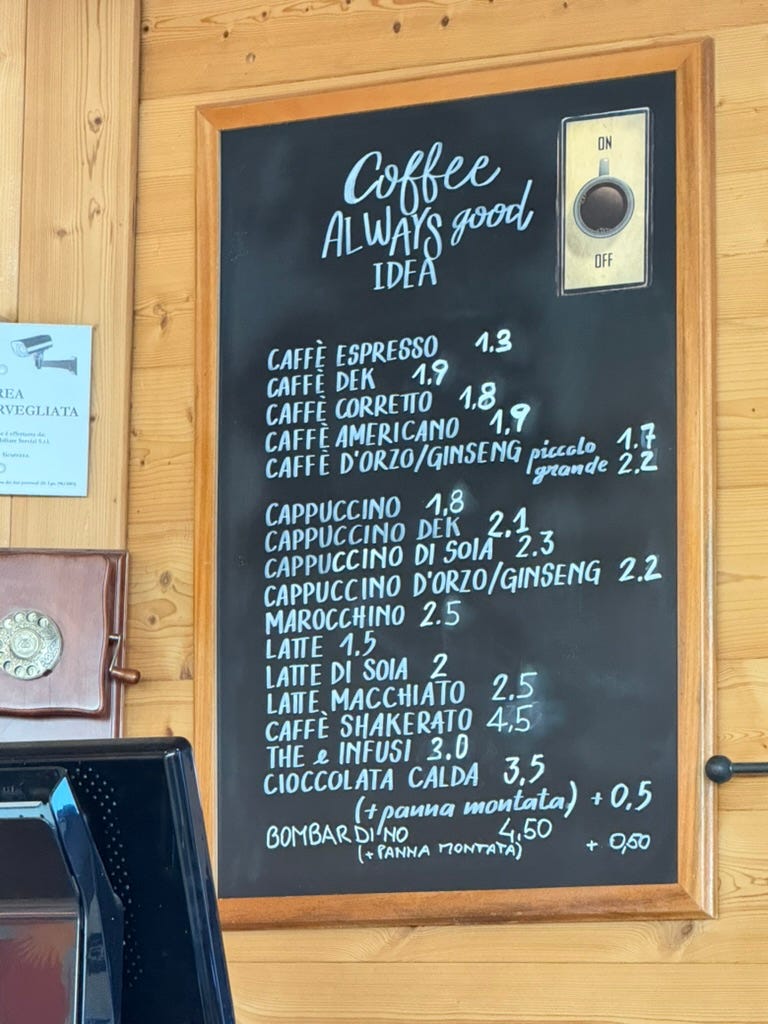 Coffee
ALWAYS good
IDEA
ON
OFF
CAFFÈ ESPRESSO 1.3
CAFFÈ DEK 1.9
CAFFÈ CORRETTO 1.8
CAFFÈ AMERICANO 1.9
CAFFÈ D'ORZO/GINSENG piccolo 1.7
grande 2.2
CAPPUCCINO 1,8
CAPPUCCINO DEK 2.1
CAPPUCCINO DI SOIA 2.3
CAPPUCCINO D'ORZO/GINSENG 2.2
MAROCCHINO 2.5
LATTE 1.5
LATTE DI SOIA 2
LATTE MACCHIATO 2.5
CAFFÈ SHAKERATO 4,5
THE e INFUSI 3.0
CIOCCOLATA CALDA 3,5
(+panna montata) +0,5
BOMBARDINO 4,50
(+PANNA MONTATA) + 0,50
REA
RVEGLIATA